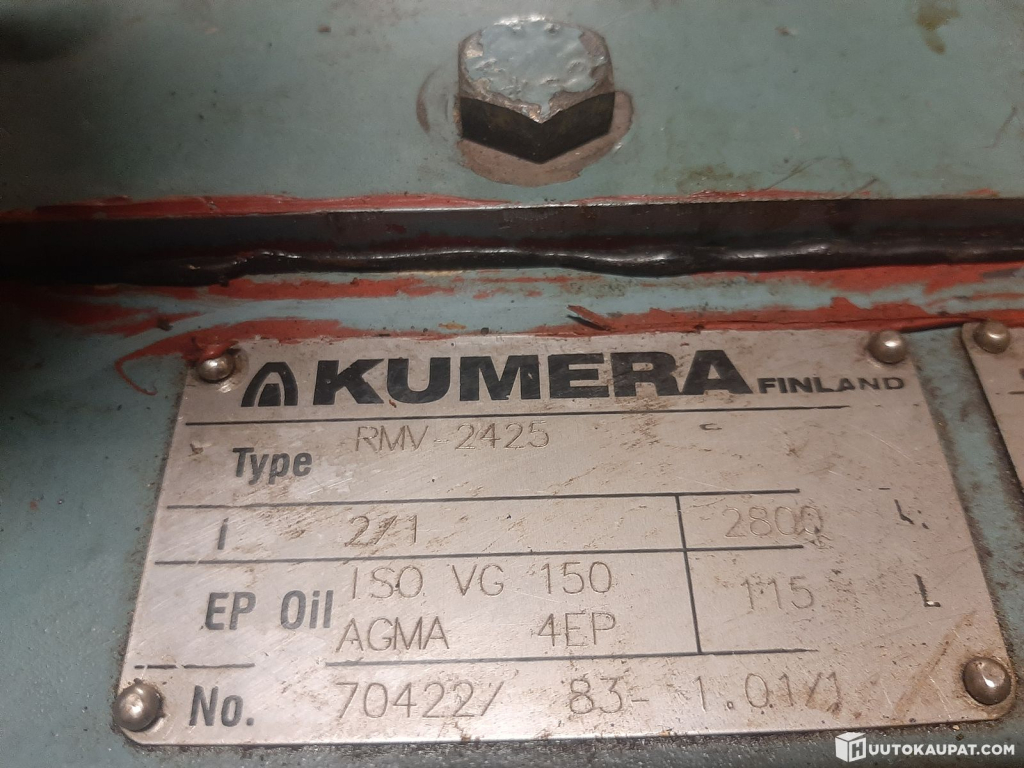 KUMERA FINLAND
Type RMV-2425
i 2/1 2800
EP Oil ISO VG 150 115 L
AGMA 4EP
No. 70422/ 83- 1.01/1
HUUTOKAUPAT.COM